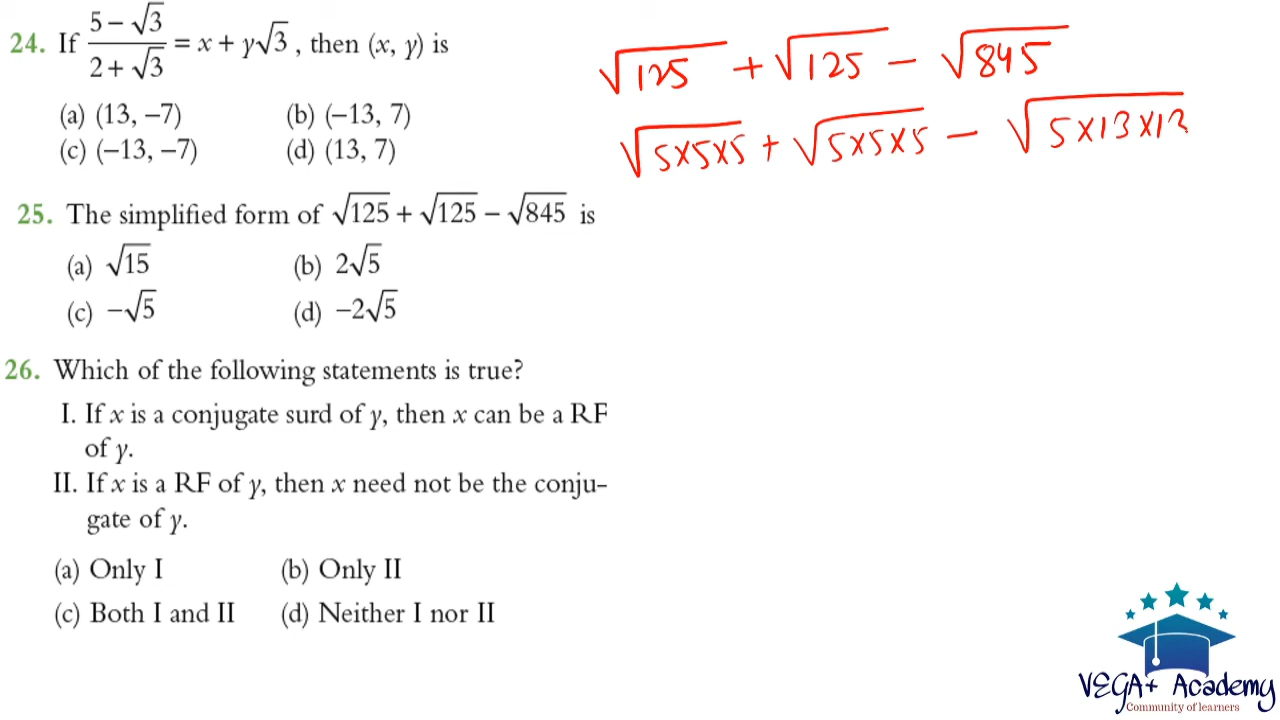 24. If (5 − √3)/(2 + √3) = x + y√3, then (x, y) is
(a) (13, −7) (b) (−13, 7)
(c) (−13, −7) (d) (13, 7)
25. The simplified form of √125 + √125 − √845 is
(a) √15 (b) 2√5
(c) −√5 (d) −2√5
26. Which of the following statements is true?
I. If x is a conjugate surd of y, then x can be a RF
of y.
II. If x is a RF of y, then x need not be the conju-
gate of y.
(a) Only I (b) Only II
(c) Both I and II (d) Neither I nor II
√125 + √125 − √845
√5×5×5 + √5×5×5 − √5×13×13
VEGA+ Academy
Community of learners